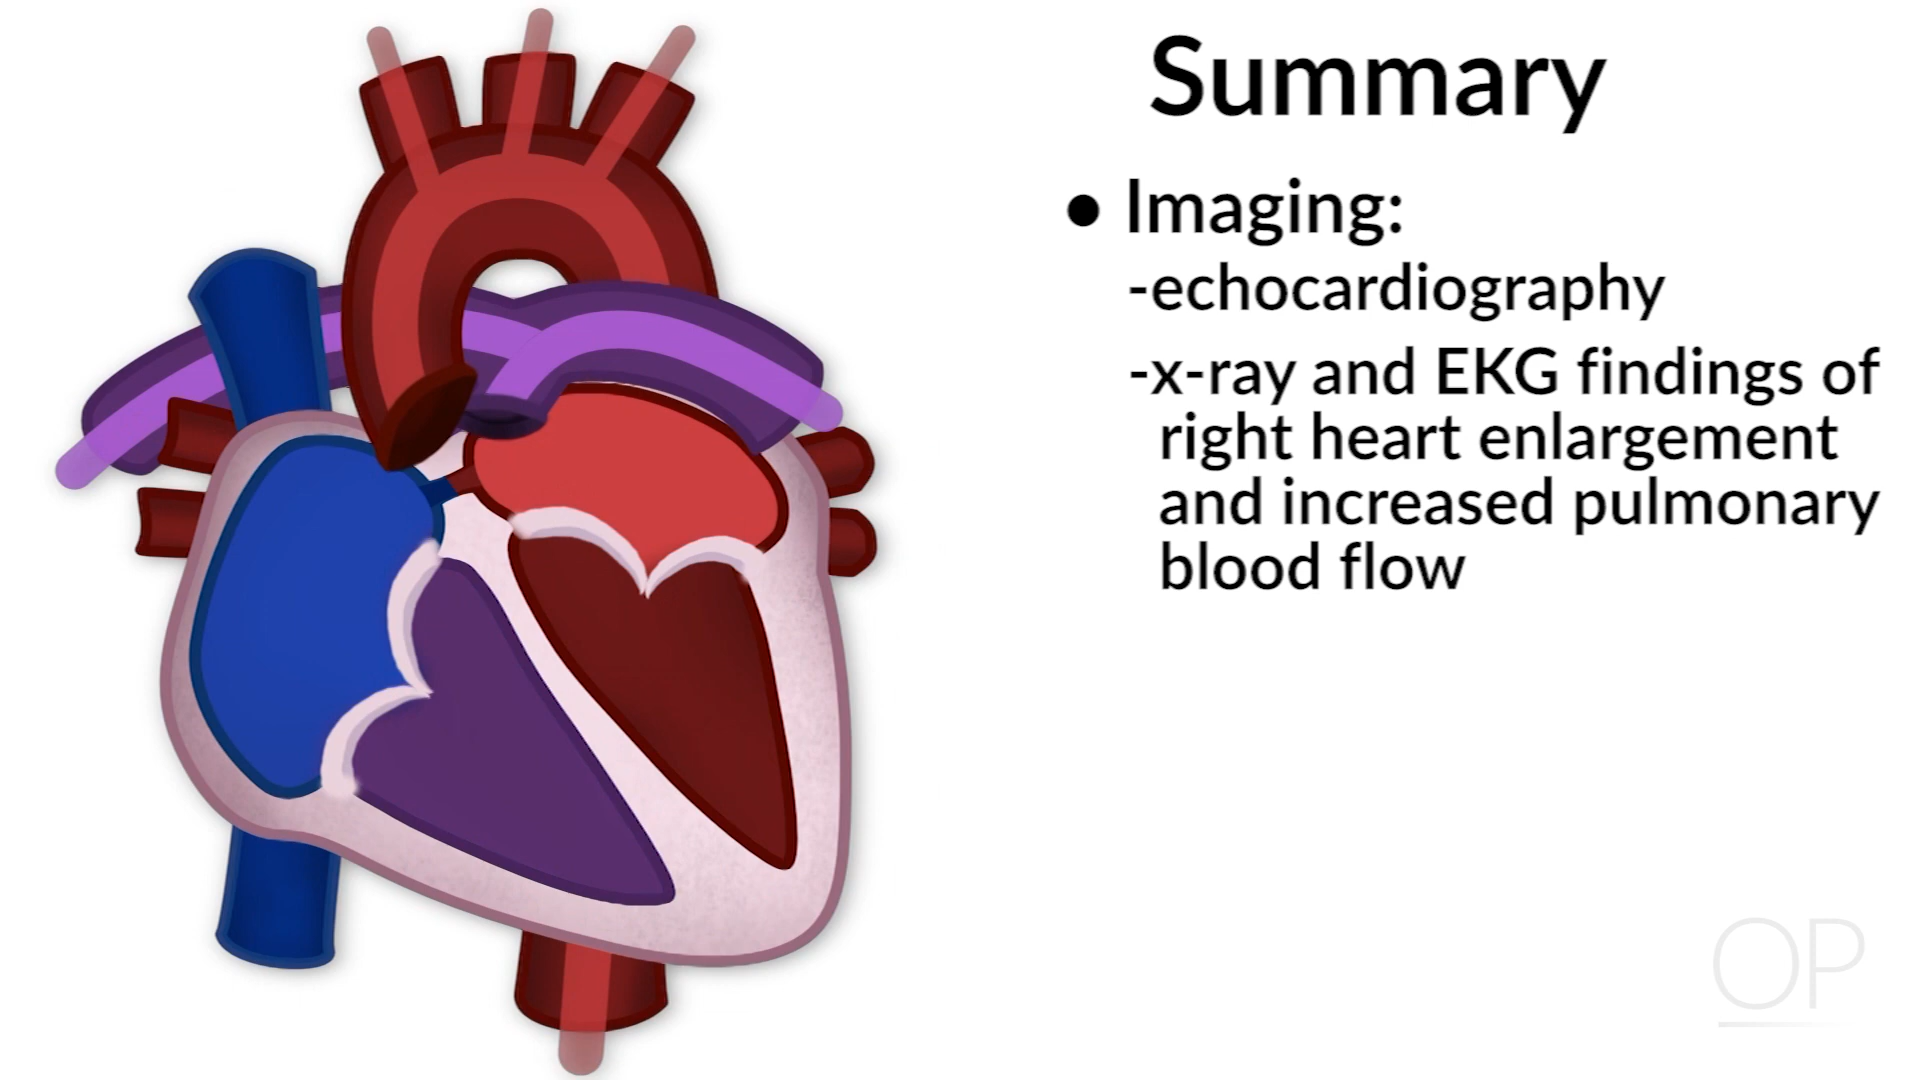 Summary
• Imaging:
-echocardiography
-x-ray and EKG findings of
right heart enlargement
and increased pulmonary
blood flow
OP